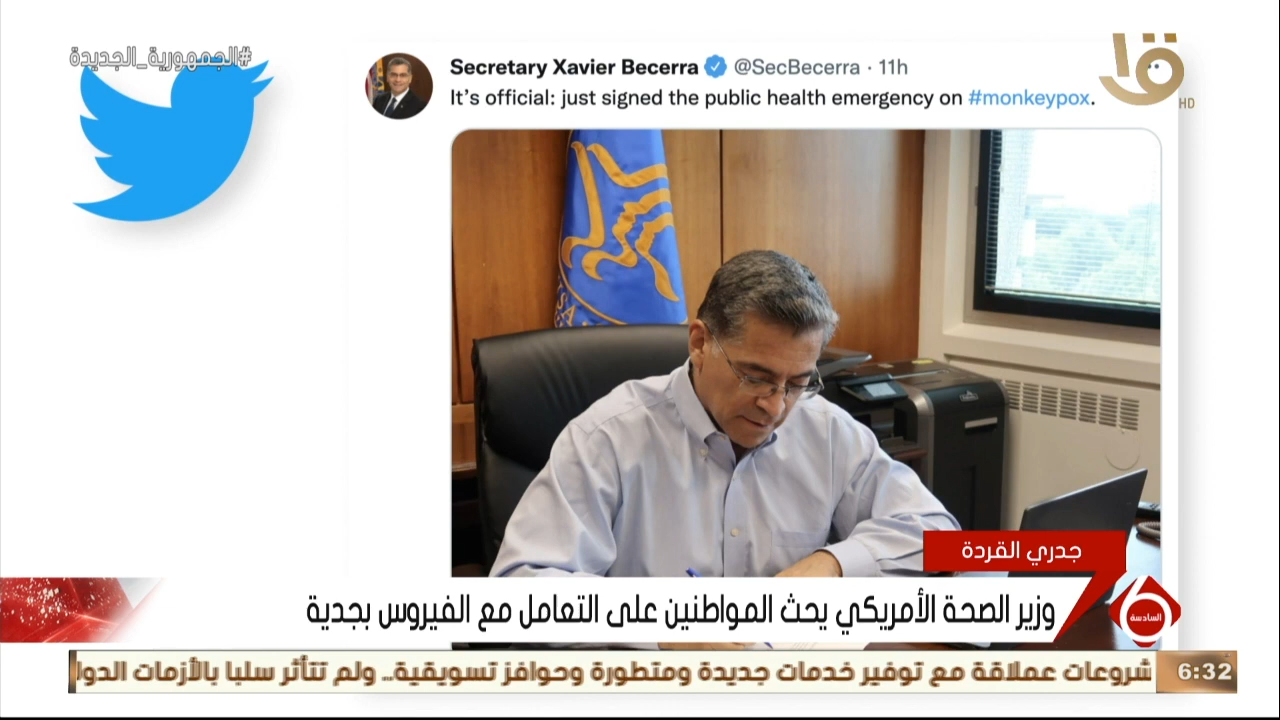 #الجمهورية_الجديدة
HD
Secretary Xavier Becerra @SecBecerra · 11h
It's official: just signed the public health emergency on #monkeypox.
جدري القردة
وزير الصحة الأمريكي يحث المواطنين على التعامل مع الفيروس بجدية
السادسة
شروعات عملاقة مع توفير خدمات جديدة ومتطورة وحوافز تسويقية.. ولم تتأثر سلبا بالأزمات الدول
6:32